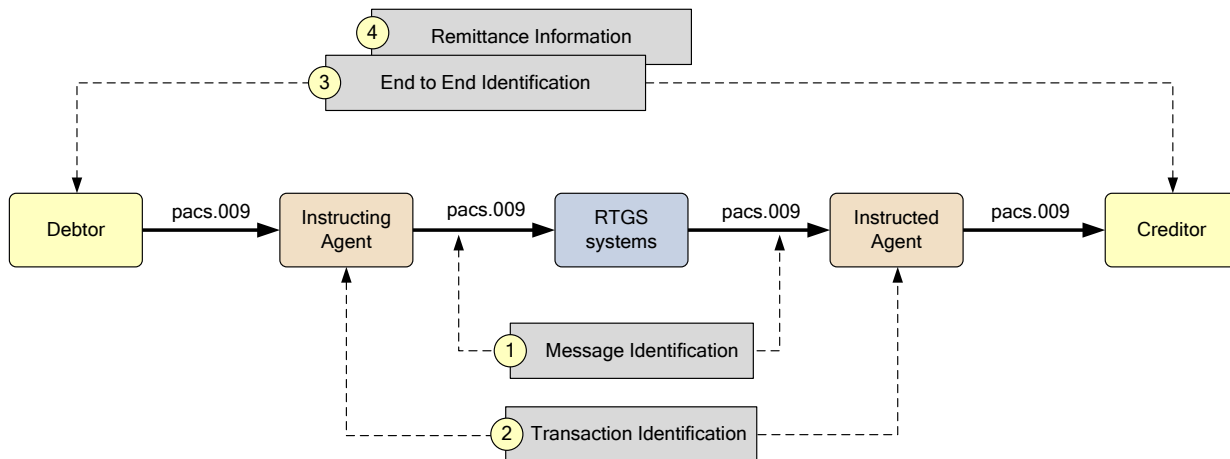 4 Remittance Information
3 End to End Identification
Debtor
pacs.009
Instructing
Agent
pacs.009
RTGS
systems
pacs.009
Instructed
Agent
pacs.009
Creditor
1 Message Identification
2 Transaction Identification